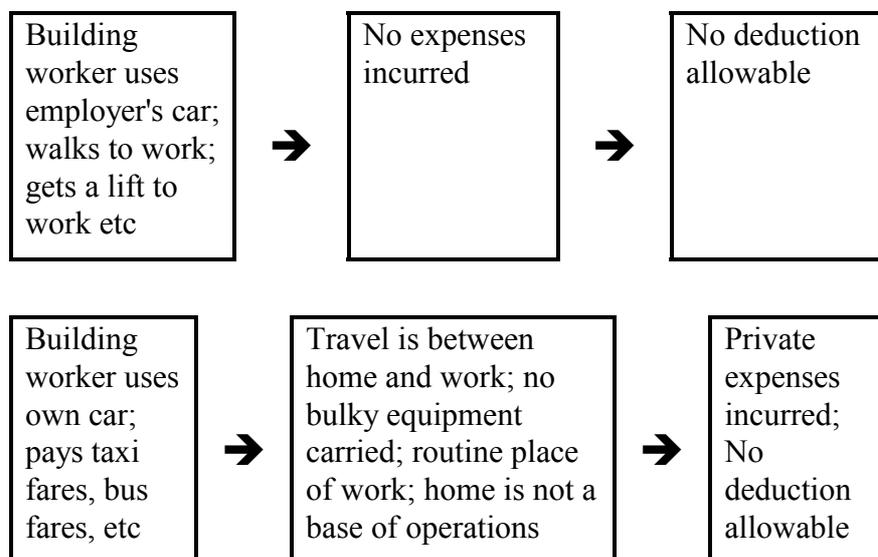 Building
worker uses
employer's car;
walks to work;
gets a lift to
work etc
No expenses
incurred
No deduction
allowable
Building
worker uses
own car;
pays taxi
fares, bus
fares, etc
Travel is between
home and work; no
bulky equipment
carried; routine place
of work; home is not a
base of operations
Private
expenses
incurred;
No
deduction
allowable